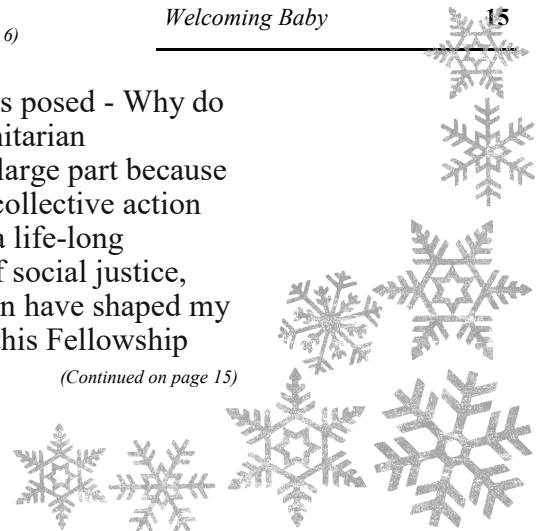 6)
Welcoming Baby 15
s posed - Why do
nitarian
large part because
collective action
a life-long
f social justice,
n have shaped my
this Fellowship
(Continued on page 15)